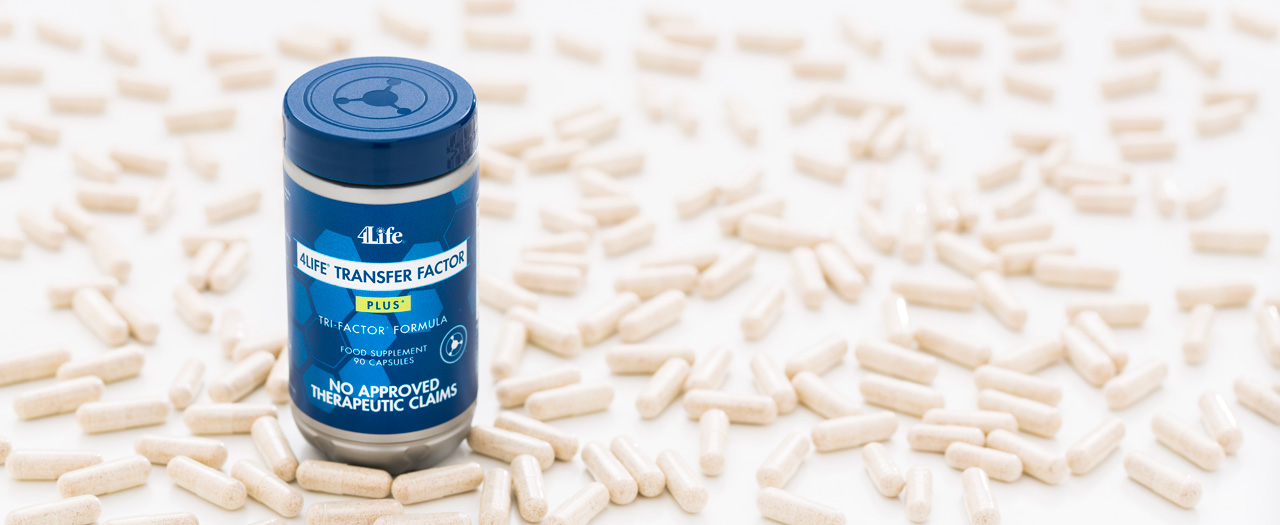 4Life®
4LIFE® TRANSFER FACTOR
PLUS®
TRI-FACTOR® FORMULA
FOOD SUPPLEMENT
90 CAPSULES
NO APPROVED
THERAPEUTIC CLAIMS